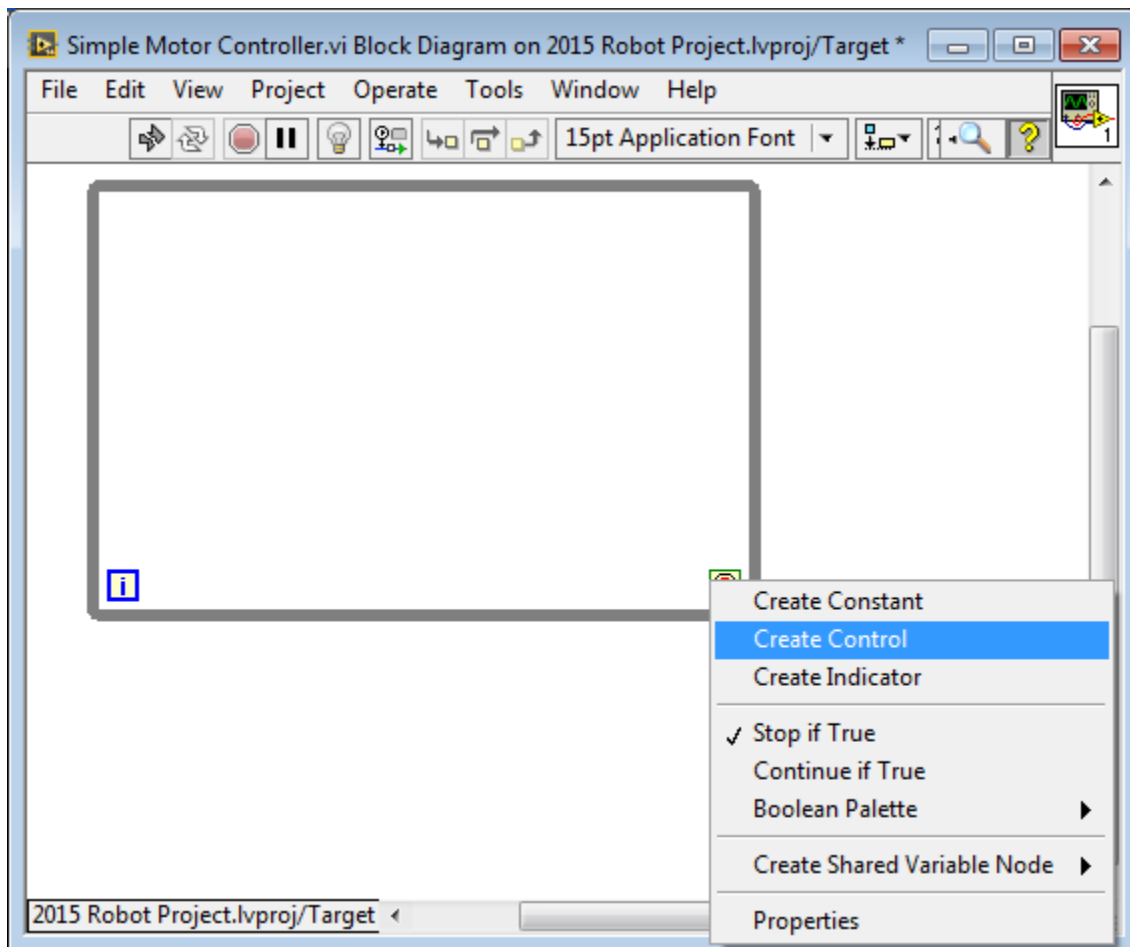 Simple Motor Controller.vi Block Diagram on 2015 Robot Project.lvproj/Target *
File Edit View Project Operate Tools Window Help
15pt Application Font
1
i
Create Constant
Create Control
Create Indicator
Stop if True
Continue if True
Boolean Palette
Create Shared Variable Node
Properties
2015 Robot Project.lvproj/Target